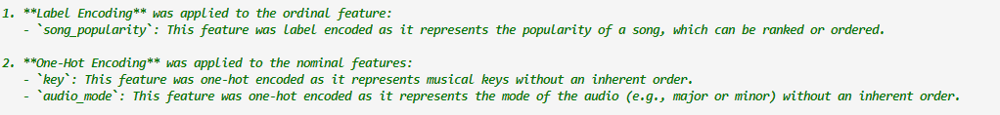 1. **Label Encoding** was applied to the ordinal feature:
- `song_popularity`: This feature was label encoded as it represents the popularity of a song, which can be ranked or ordered.
2. **One-Hot Encoding** was applied to the nominal features:
- `key`: This feature was one-hot encoded as it represents musical keys without an inherent order.
- `audio_mode`: This feature was one-hot encoded as it represents the mode of the audio (e.g., major or minor) without an inherent order.